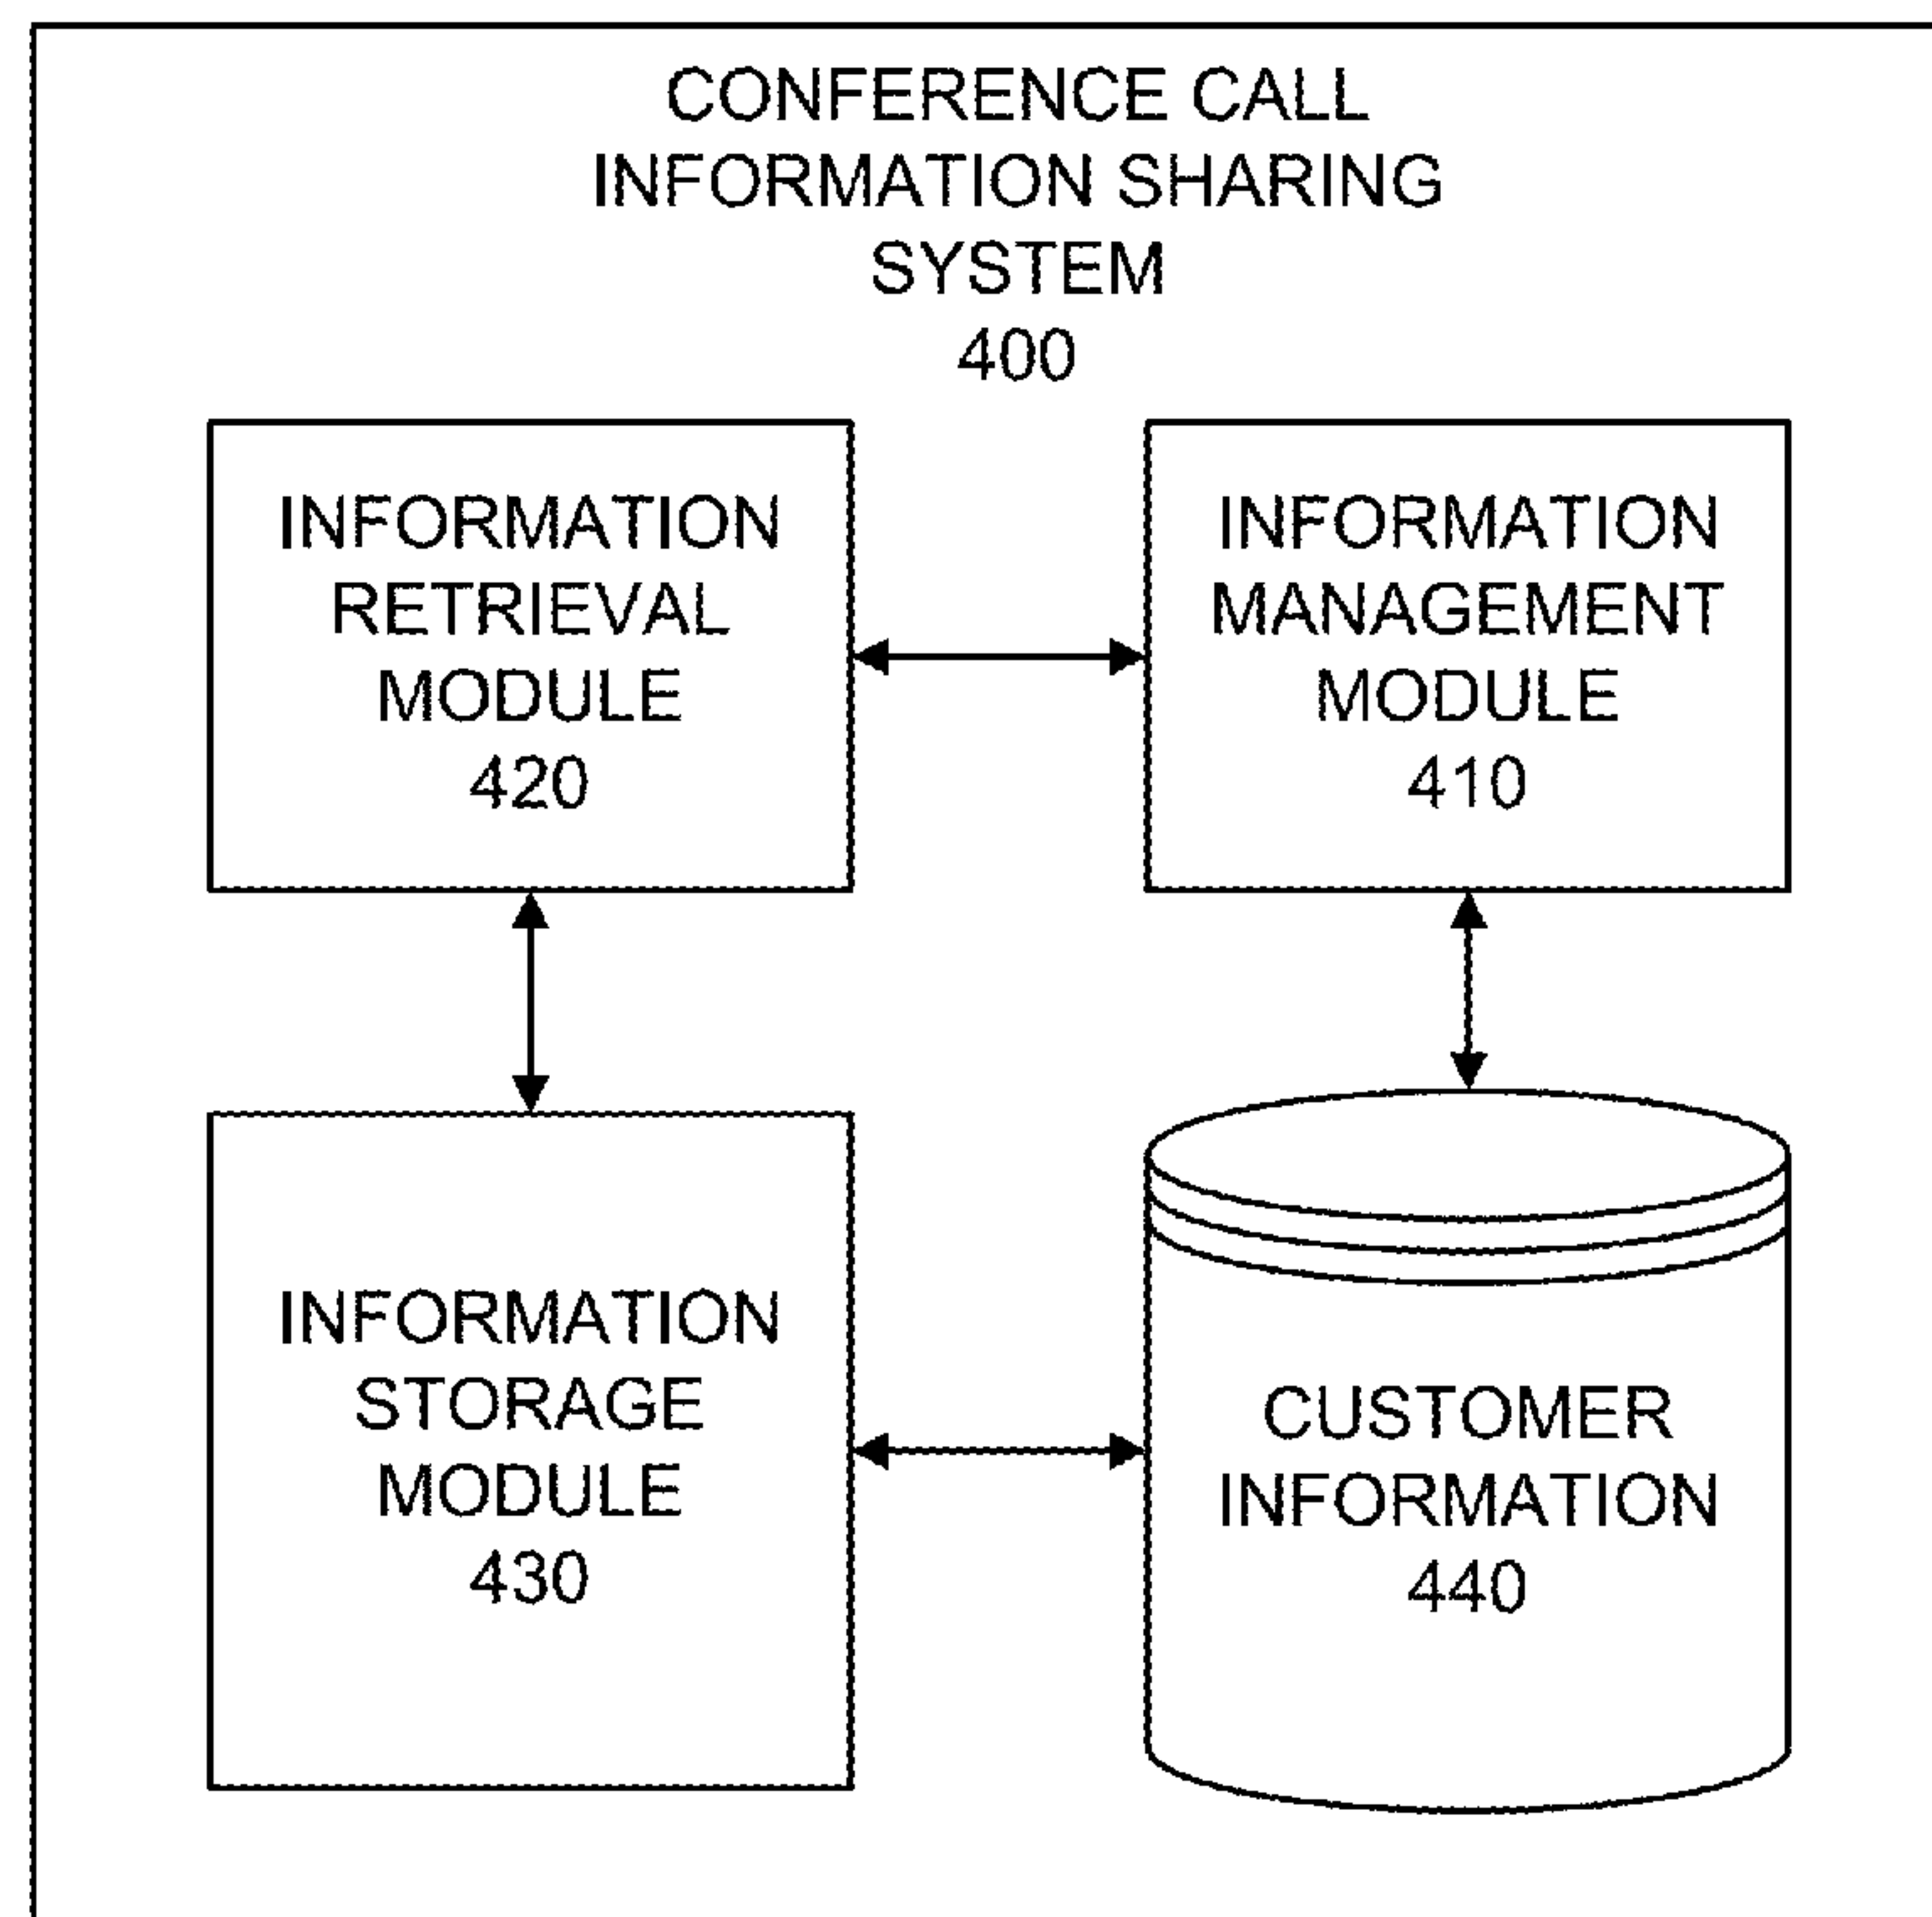 CONFERENCE CALL
INFORMATION SHARING
SYSTEM
400
INFORMATION
RETRIEVAL
MODULE
420
INFORMATION
MANAGEMENT
MODULE
410
INFORMATION
STORAGE
MODULE
430
CUSTOMER
INFORMATION
440